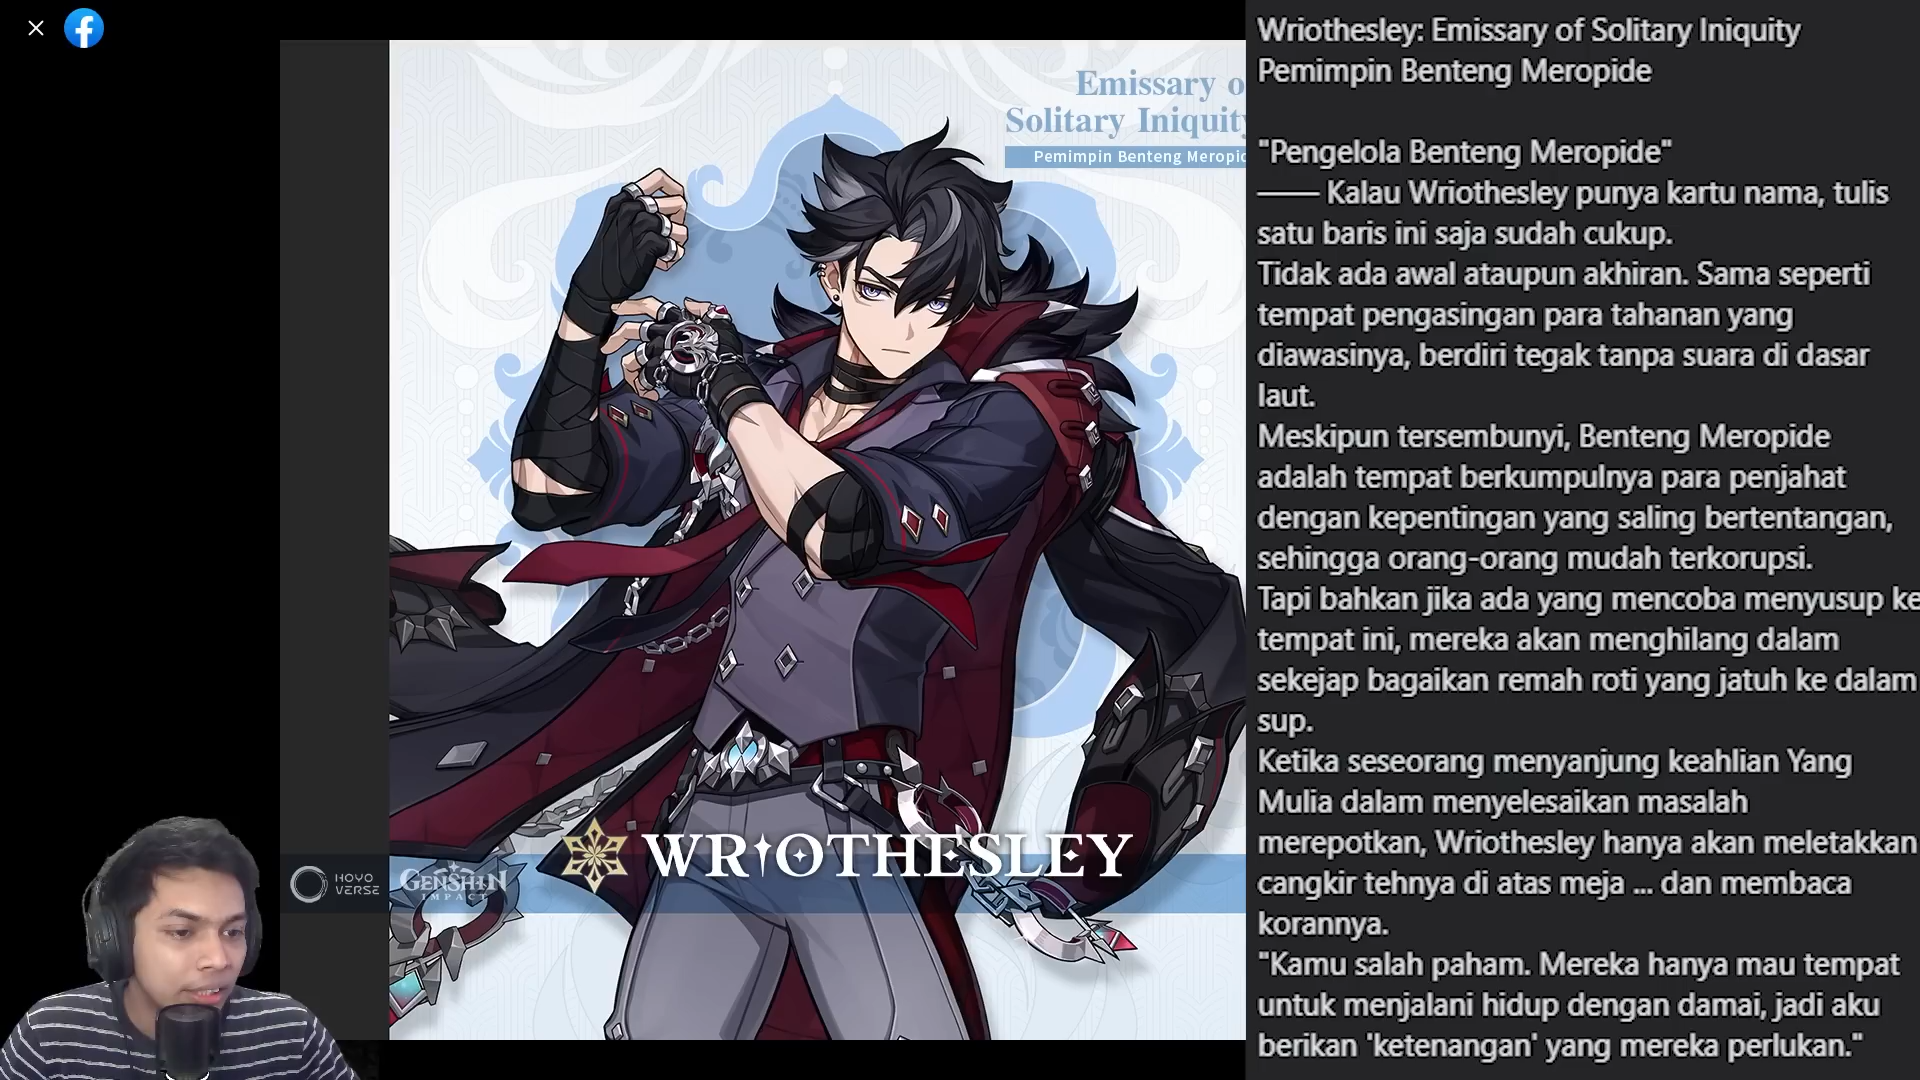 Emissary o
Solitary Iniquity
Pemimpin Benteng Meropid
WRIOTHESLEY
HOYO
VERSE
GENSHIN
IMPACT
Wriothesley: Emissary of Solitary Iniquity
Pemimpin Benteng Meropide
"Pengelola Benteng Meropide"
—— Kalau Wriothesley punya kartu nama, tulis
satu baris ini saja sudah cukup.
Tidak ada awal ataupun akhiran. Sama seperti
tempat pengasingan para tahanan yang
diawasinya, berdiri tegak tanpa suara di dasar
laut.
Meskipun tersembunyi, Benteng Meropide
adalah tempat berkumpulnya para penjahat
dengan kepentingan yang saling bertentangan,
sehingga orang-orang mudah terkorupsi.
Tapi bahkan jika ada yang mencoba menyusup ke
tempat ini, mereka akan menghilang dalam
sekejap bagaikan remah roti yang jatuh ke dalam
sup.
Ketika seseorang menyanjung keahlian Yang
Mulia dalam menyelesaikan masalah
merepotkan, Wriothesley hanya akan meletakkan
cangkir tehnya di atas meja ... dan membaca
korannya.
"Kamu salah paham. Mereka hanya mau tempat
untuk menjalani hidup dengan damai, jadi aku
berikan 'ketenangan' yang mereka perlukan."